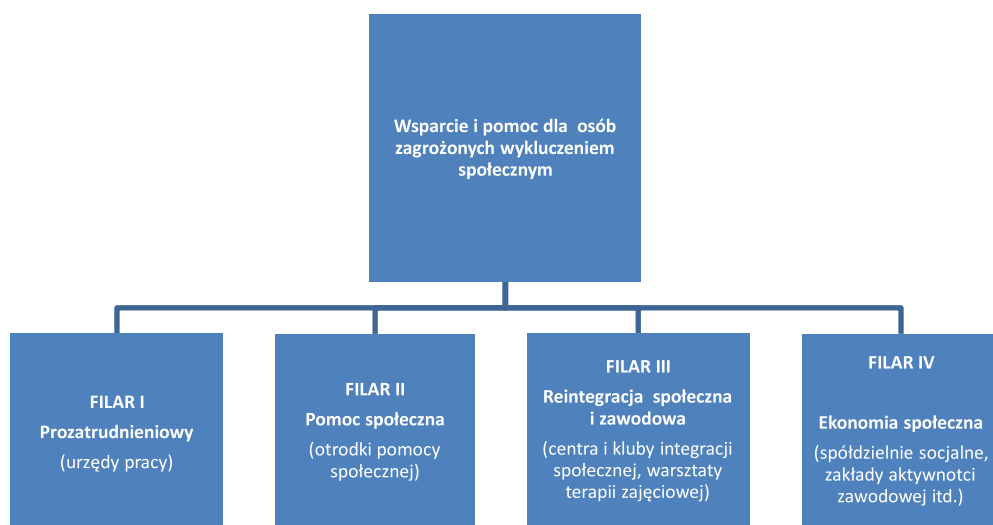 Wsparcie i pomoc dla osób
zagrożonych wykluczeniem
społecznym
FILAR I
Prozatrudnieniowy
(urzędy pracy)
FILAR II
Pomoc społeczna
(otrodki pomocy
społecznej)
FILAR III
Reintegracja społeczna
i zawodowa
(centra i kluby integracji
społecznej, warsztaty
terapii zajęciowej)
FILAR IV
Ekonomia społeczna
(spółdzielnie socjalne,
zakłady aktywnotci
zawodowej itd.)